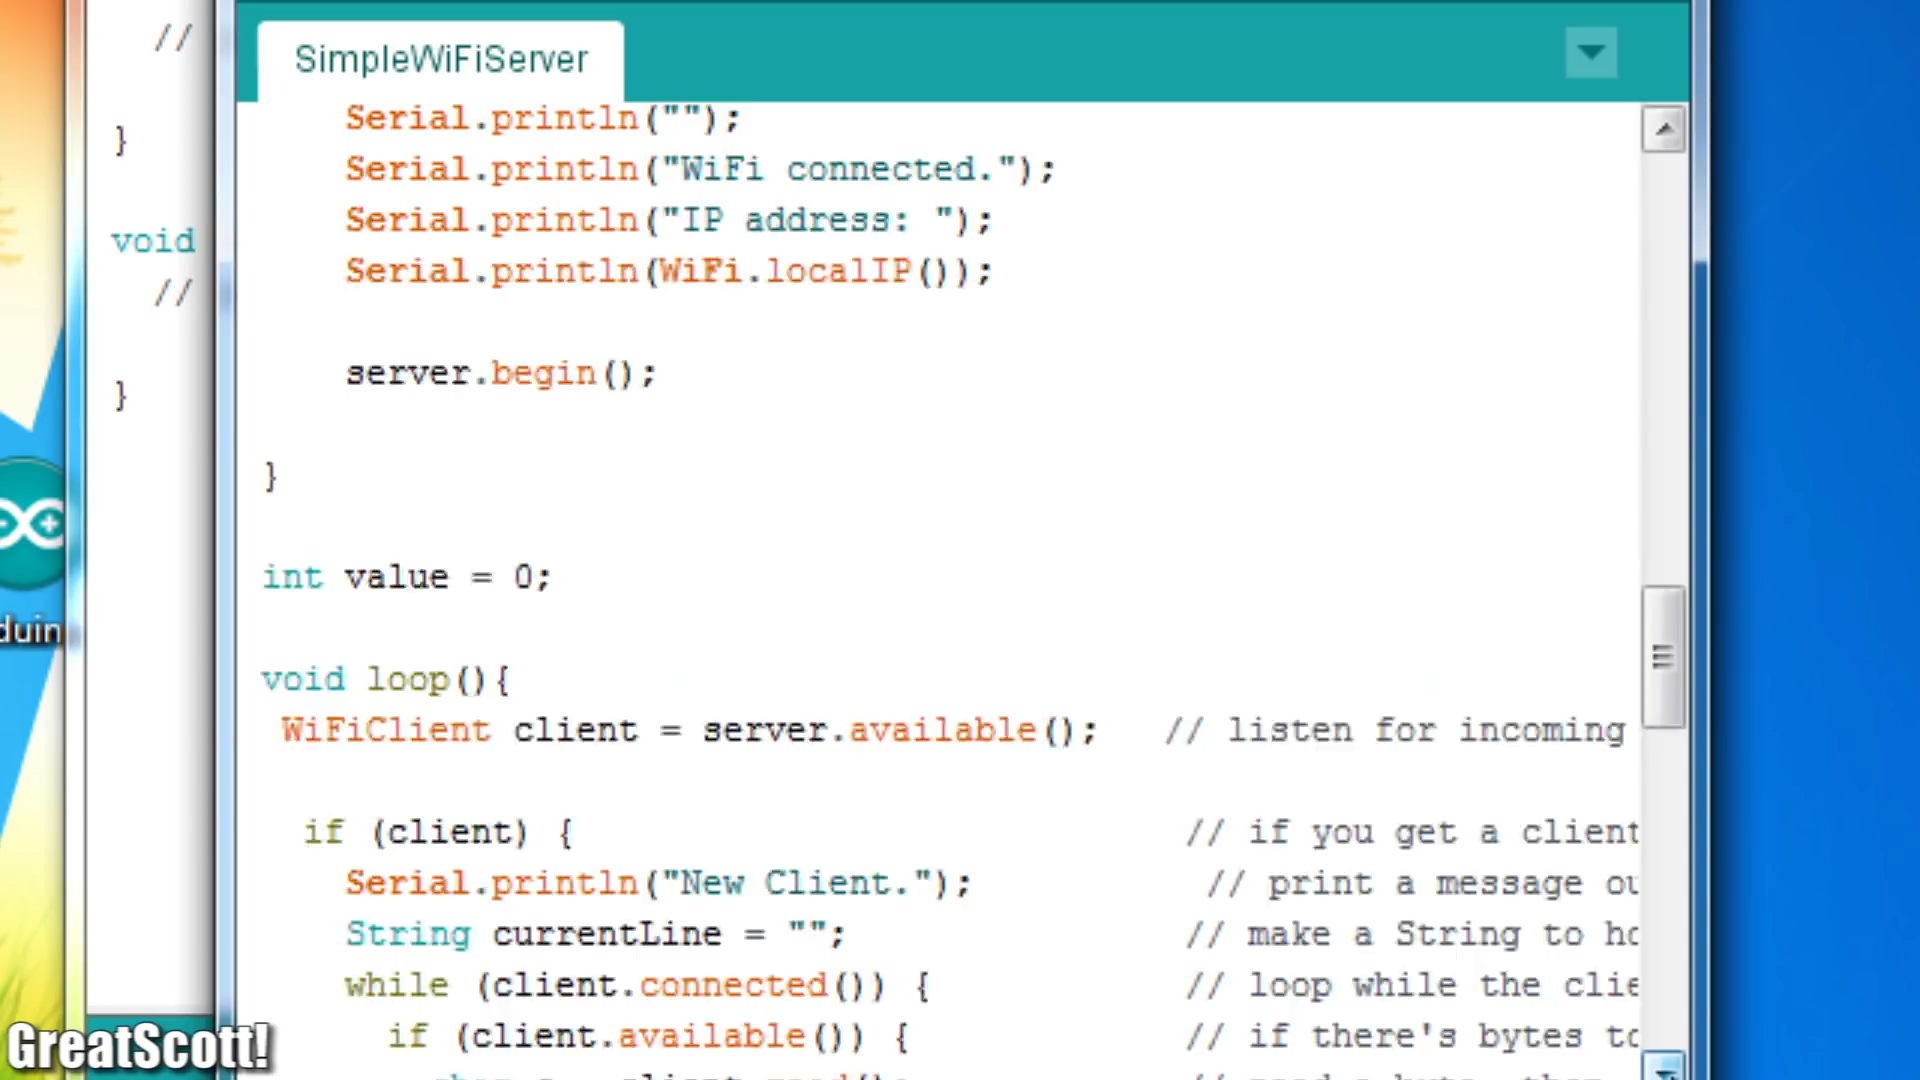 SimpleWiFiServer
//
}
void
//
}
Serial.println("");
Serial.println("WiFi connected.");
Serial.println("IP address: ");
Serial.println(WiFi.localIP());
server.begin();
}
int value = 0;
void loop(){
WiFiClient client = server.available();   // listen for incoming
if (client) {                             // if you get a client
Serial.println("New Client.");           // print a message ou
String currentLine = "";                // make a String to ho
while (client.connected()) {            // loop while the clie
if (client.available()) {             // if there's bytes to
duin
GreatScott!